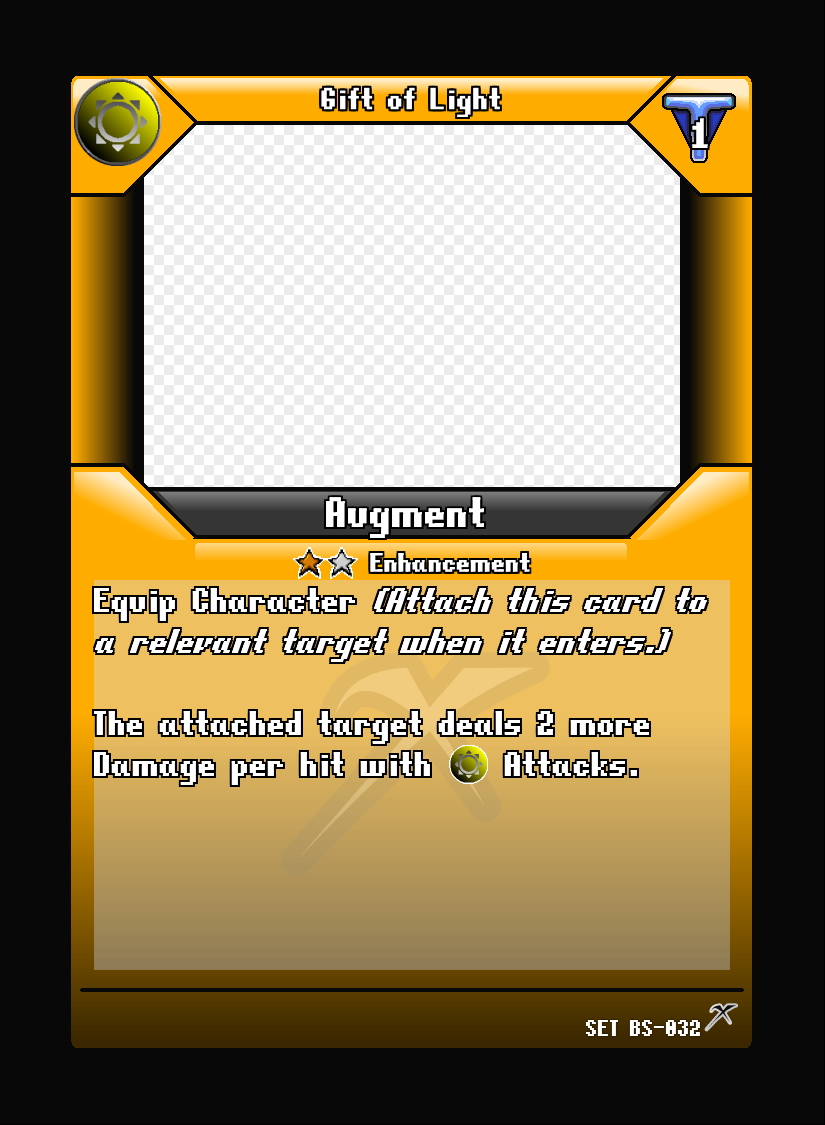 Gift of Light
1
Augment
Enhancement
Equip Character (Attach this card to
a relevant target when it enters.)
The attached target deals 2 more
Damage per hit with Attacks.
SET BS-032